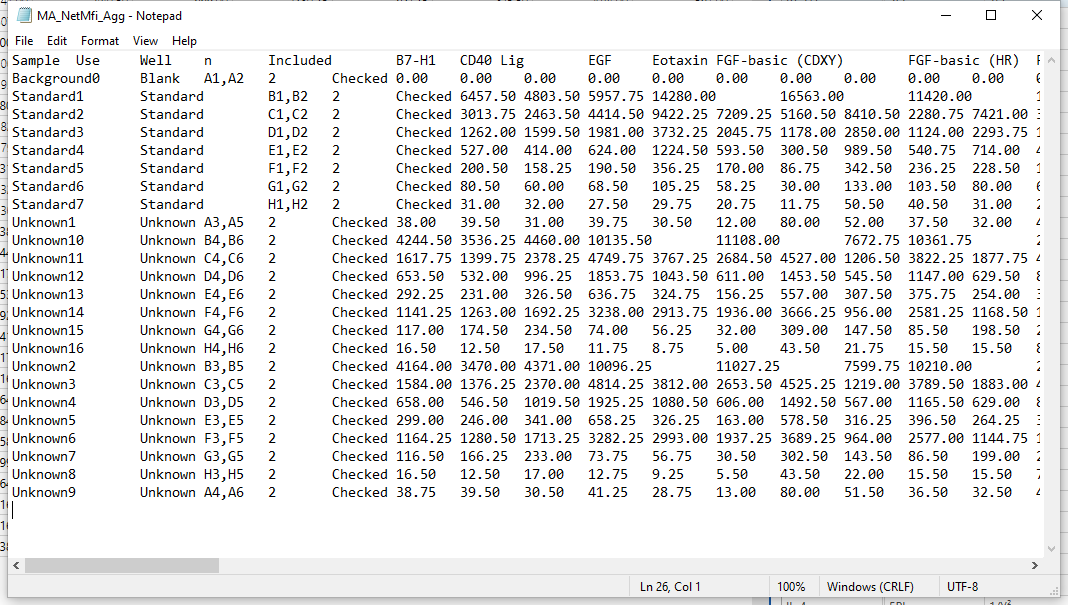 MA_NetMfi_Agg - Notepad
File Edit Format View Help
Sample Use Well n Included B7-H1 CD40 Lig EGF Eotaxin FGF-basic (CDXY) FGF-basic (HR)
Background0 Blank A1,A2 2 Checked 0.00 0.00 0.00 0.00 0.00 0.00 0.00 0.00 0.00 0.00
Standard1 Standard B1,B2 2 Checked 6457.50 4803.50 5957.75 14280.00 16563.00 11420.00
Standard2 Standard C1,C2 2 Checked 3013.75 2463.50 4414.50 9422.25 7209.25 5160.50 8410.50 2280.75 7421.00
Standard3 Standard D1,D2 2 Checked 1262.00 1599.50 1981.00 3732.25 2045.75 1178.00 2850.00 1124.00 2293.75
Standard4 Standard E1,E2 2 Checked 527.00 414.00 624.00 1224.50 593.50 300.50 989.50 540.75 714.00
Standard5 Standard F1,F2 2 Checked 200.50 158.25 190.50 356.25 170.00 86.75 342.50 236.25 228.50
Standard6 Standard G1,G2 2 Checked 80.50 60.00 68.50 105.25 58.25 30.00 133.00 103.50 80.00
Standard7 Standard H1,H2 2 Checked 31.00 32.00 27.50 29.75 20.75 11.75 50.50 40.50 31.00
Unknown1 Unknown A3,A5 2 Checked 38.00 39.50 31.00 39.75 30.50 12.00 80.00 52.00 37.50 32.00
Unknown10 Unknown B4,B6 2 Checked 4244.50 3536.25 4460.00 10135.50 11108.00 7672.75 10361.75
Unknown11 Unknown C4,C6 2 Checked 1617.75 1399.75 2378.25 4749.75 3767.25 2684.50 4527.00 1206.50 3822.25 1877.75
Unknown12 Unknown D4,D6 2 Checked 653.50 532.00 996.25 1853.75 1043.50 611.00 1453.50 545.50 1147.00 629.50
Unknown13 Unknown E4,E6 2 Checked 292.25 231.00 326.50 636.75 324.75 156.25 557.00 307.50 375.75 254.00
Unknown14 Unknown F4,F6 2 Checked 1141.25 1263.00 1692.25 3238.00 2913.75 1936.00 3666.25 956.00 2581.25 1168.50
Unknown15 Unknown G4,G6 2 Checked 117.00 174.50 234.50 74.00 56.25 32.00 309.00 147.50 85.50 198.50
Unknown16 Unknown H4,H6 2 Checked 16.50 12.50 17.50 11.75 8.75 5.00 43.50 21.75 15.50 15.50
Unknown2 Unknown B3,B5 2 Checked 4164.00 3470.00 4371.00 10096.25 11027.25 7599.75 10210.00
Unknown3 Unknown C3,C5 2 Checked 1584.00 1376.25 2370.00 4814.25 3812.00 2653.50 4525.25 1219.00 3789.50 1883.00
Unknown4 Unknown D3,D5 2 Checked 658.00 546.50 1019.50 1925.25 1080.50 606.00 1492.50 567.00 1165.50 629.00
Unknown5 Unknown E3,E5 2 Checked 299.00 246.00 341.00 658.25 326.25 163.00 578.50 316.25 396.50 264.25
Unknown6 Unknown F3,F5 2 Checked 1164.25 1280.50 1713.25 3282.25 2993.00 1937.25 3689.25 964.00 2577.00 1144.75
Unknown7 Unknown G3,G5 2 Checked 116.50 166.25 233.00 73.75 56.75 30.50 302.50 143.50 86.50 199.00
Unknown8 Unknown H3,H5 2 Checked 16.50 12.50 17.00 12.75 9.25 5.50 43.50 22.00 15.50 15.50
Unknown9 Unknown A4,A6 2 Checked 38.75 39.50 30.50 41.25 28.75 13.00 80.00 51.50 36.50 32.50
Ln 26, Col 1 100% Windows (CRLF) UTF-8